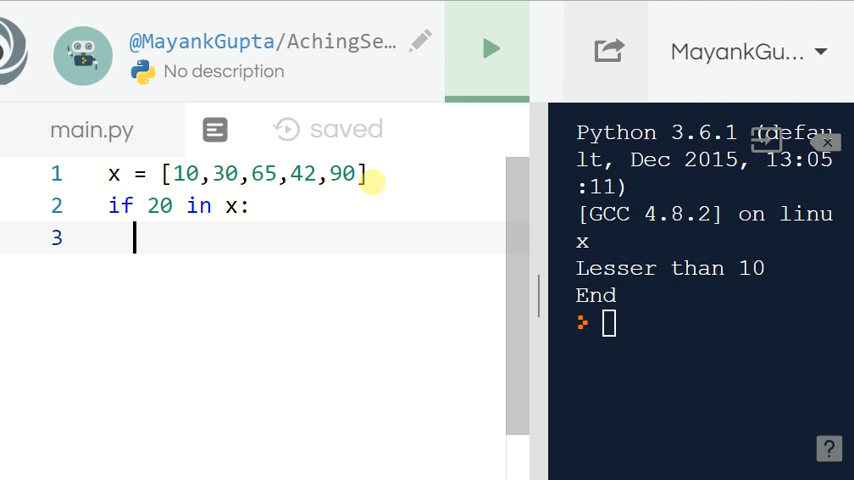 @MayankGupta/AchingSe...
No description
MayankGu...
main.py
saved
1 x = [10,30,65,42,90]
2 if 20 in x:
3
Python 3.6.1 (defau
lt, Dec 2015, 13:05
:11)
[GCC 4.8.2] on linu
x
Lesser than 10
End
>
?